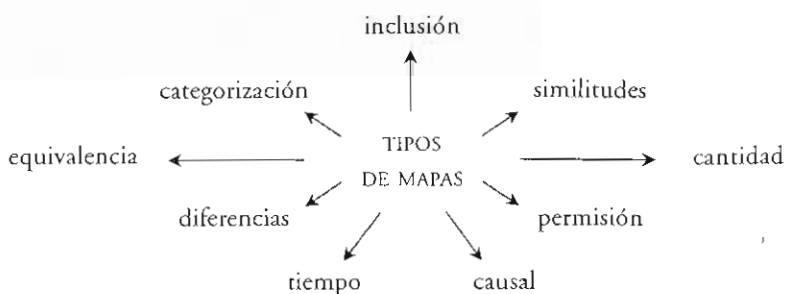 inclusión
categorización
similitudes
TIPOS
DE MAPAS
equivalencia
cantidad
diferencias
permisión
tiempo
causal